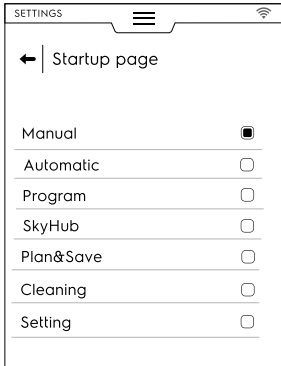 SETTINGS
Startup page
Manual
Automatic
Program
SkyHub
Plan&Save
Cleaning
Setting